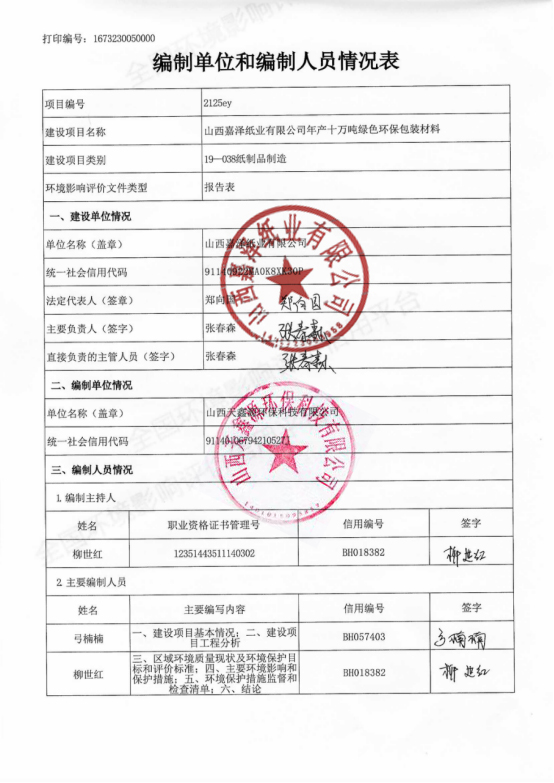 打印编号：1673230050000
编制单位和编制人员情况表
项目编号 2125ey
建设项目名称 山西嘉泽纸业有限公司年产十万吨绿色环保包装材料
建设项目类别 19—038纸制品制造
环境影响评价文件类型 报告表
一、建设单位情况
单位名称（盖章） 山西嘉泽纸业有限公司
统一社会信用代码
法定代表人（签章） 郑向国 郑向国
主要负责人（签字） 张春森 张春森
直接负责的主管人员（签字） 张春森 张春森
二、编制单位情况
单位名称（盖章） 山西天鑫源环保科技有限公司
统一社会信用代码
三、编制人员情况
1.编制主持人
姓名 职业资格证书管理号 信用编号 签字
柳世红 12351443511140302 BH018382 柳世红
2.主要编制人员
姓名 主要编写内容 信用编号 签字
弓楠楠 一、建设项目基本情况；二、建设项 BH057403 弓楠楠
目工程分析
柳世红 三、区域环境质量现状及环境保护目 BH018382 柳世红
标和评价标准；四、主要环境影响和
保护措施；五、环境保护措施监督和
检查清单；六、结论
山西嘉泽纸业有限公司
山西天鑫源环保科技有限公司